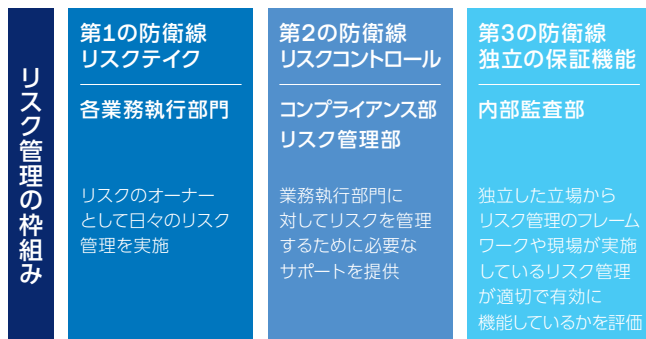 リスク管理の枠組み
第1の防衛線
リスクテイク
各業務執行部門
リスクのオーナー
として日々のリスク
管理を実施
第2の防衛線
リスクコントロール
コンプライアンス部
リスク管理部
業務執行部門に
対してリスクを管理
するために必要な
サポートを提供
第3の防衛線
独立の保証機能
内部監査部
独立した立場から
リスク管理のフレーム
ワークや現場が実施
しているリスク管理
が適切で有効に
機能しているかを評価